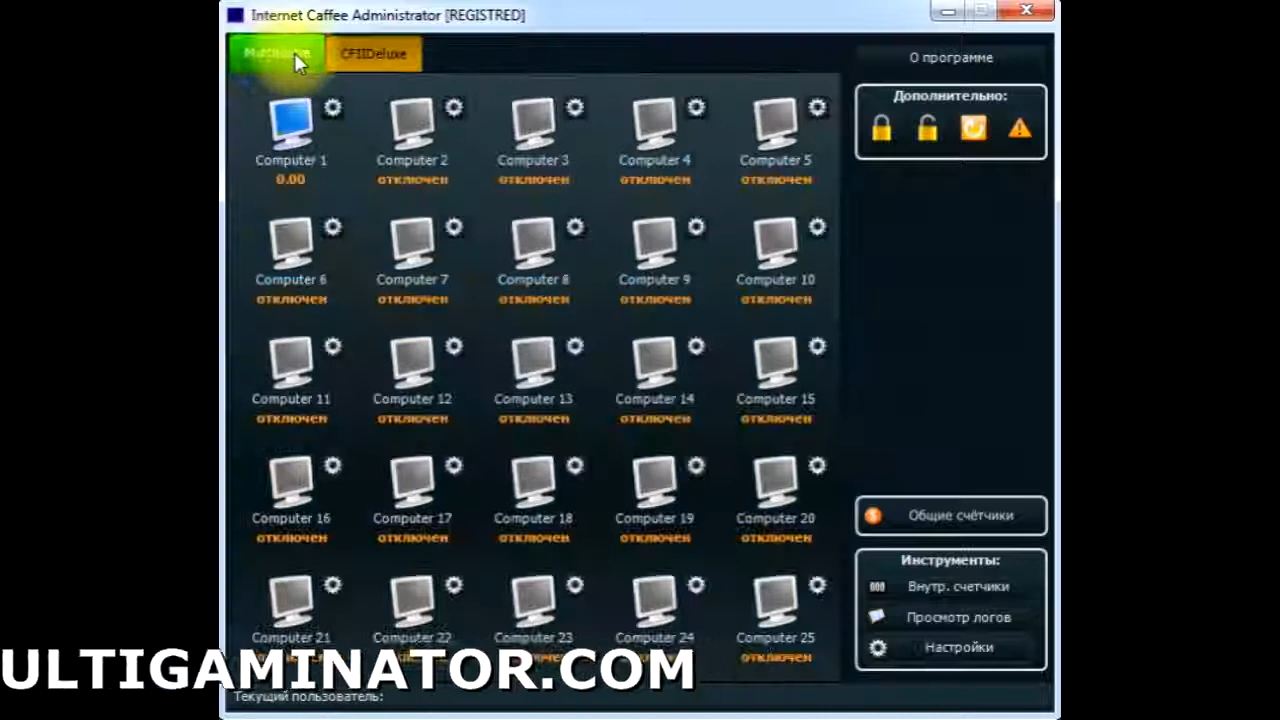 Internet Caffee Administrator [REGISTRED]
CFIIDeluxe
О программе
Дополнительно:
Computer 1
Computer 2
Computer 3
Computer 4
Computer 5
0.00
отключен
отключен
отключен
отключен
Computer 6
Computer 7
Computer 8
Computer 9
Computer 10
отключен
отключен
отключен
отключен
отключен
Computer 11
Computer 12
Computer 13
Computer 14
Computer 15
отключен
отключен
отключен
отключен
отключен
Computer 16
Computer 17
Computer 18
Computer 19
Computer 20
отключен
отключен
отключен
отключен
отключен
Computer 21
Computer 22
Computer 23
Computer 24
Computer 25
отключен
Общие счётчики
Инструменты:
Внутр. счетчики
Просмотр логов
Настройки
ULTIGAMINATOR.COM
Текущий пользователь: